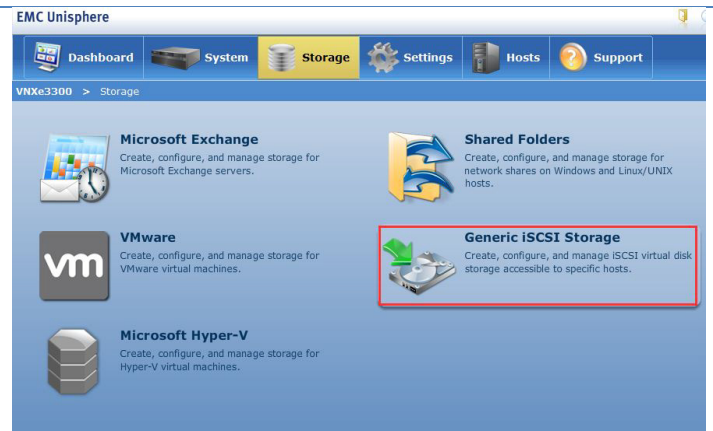 EMC Unisphere
Dashboard
System
Storage
Settings
Hosts
Support
VNXe3300 > Storage
Microsoft Exchange
Create, configure, and manage storage for
Microsoft Exchange servers.
Shared Folders
Create, configure, and manage storage for
network shares on Windows and Linux/UNIX
hosts.
vm
VMware
Create, configure, and manage storage for
VMware virtual machines.
Generic iSCSI Storage
Create, configure, and manage iSCSI virtual disk
storage accessible to specific hosts.
Microsoft Hyper-V
Create, configure, and manage storage for
Hyper-V virtual machines.